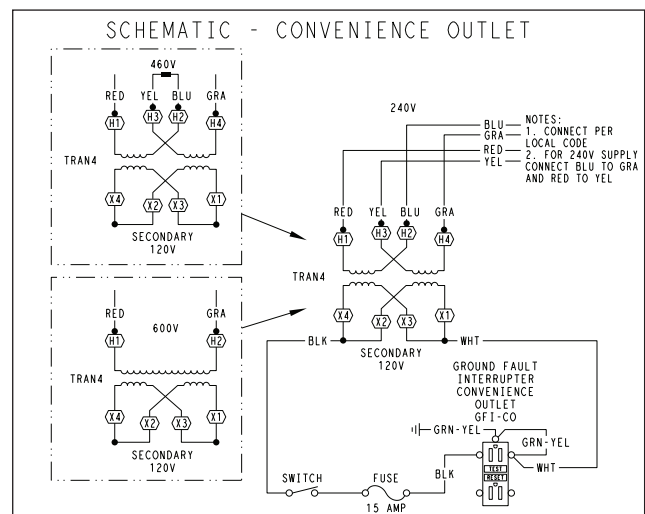 SCHEMATIC - CONVENIENCE OUTLET
460V
RED YEL BLU GRA
H1 H3 H2 H4
TRAN4
X4 X2 X3 X1
SECONDARY
120V
RED GRA
600V
H1 H2
TRAN4
X4 X2 X3 X1
SECONDARY
120V
240V
BLU
GRA
RED
YEL
NOTES:
1. CONNECT PER
LOCAL CODE
2. FOR 240V SUPPLY
CONNECT BLU TO GRA
AND RED TO YEL
RED YEL BLU GRA
H1 H3 H2 H4
TRAN4
X4 X2 X3 X1
BLK
WHT
SECONDARY
120V
GROUND FAULT
INTERRUPTER
CONVENIENCE
OUTLET
GFI-CO
GRN-YEL
GRN-YEL
WHT
BLK
TEST
RESET
SWITCH
FUSE
15 AMP